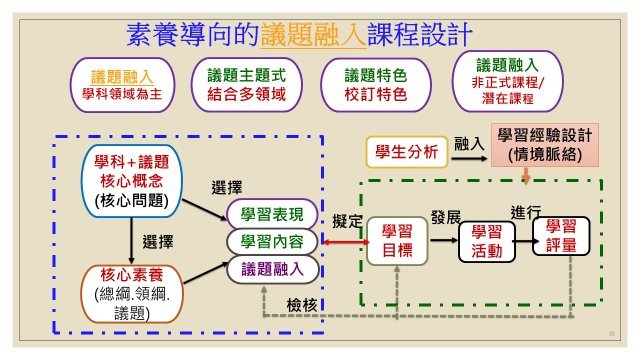 素養導向的議題融入課程設計
議題融入
學科領域為主
議題主題式
結合多領域
議題特色
校訂特色
議題融入
非正式課程/
潛在課程
學科+議題
核心概念
(核心問題)
選擇
選擇
核心素養
(總綱.領綱.
議題)
學習表現
學習內容
議題融入
學生分析
融入
學習經驗設計
(情境脈絡)
擬定
學習
目標
發展
學習
活動
進行
學習
評量
檢核